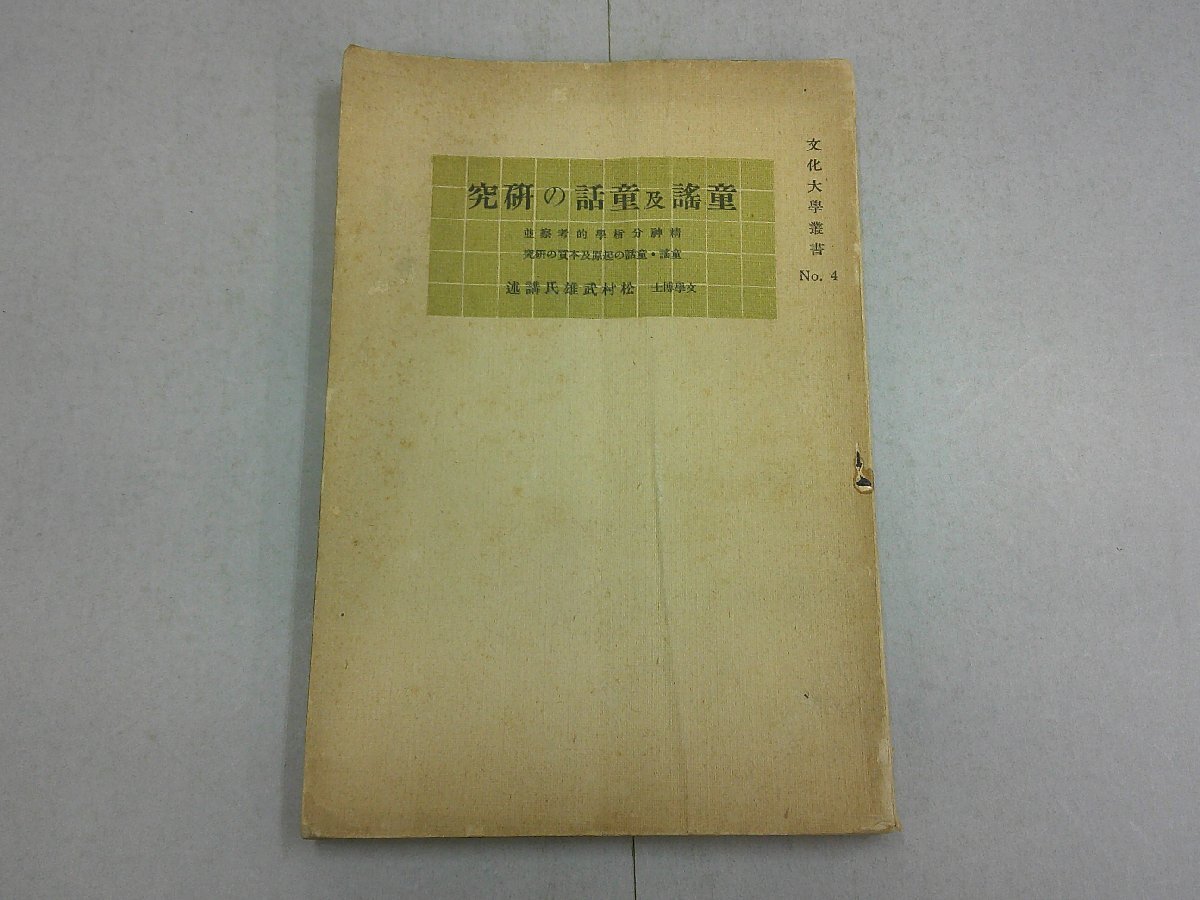 文化大學叢書
No. 4
童謠及童話の研究
精神分析學的考察並
童謠・童話の起原及本質の研究
文學博士 松村武雄氏講述